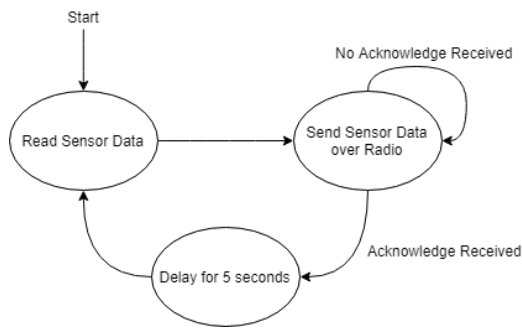 Start
No Acknowledge Received
Read Sensor Data
Send Sensor Data
over Radio
Acknowledge Received
Delay for 5 seconds